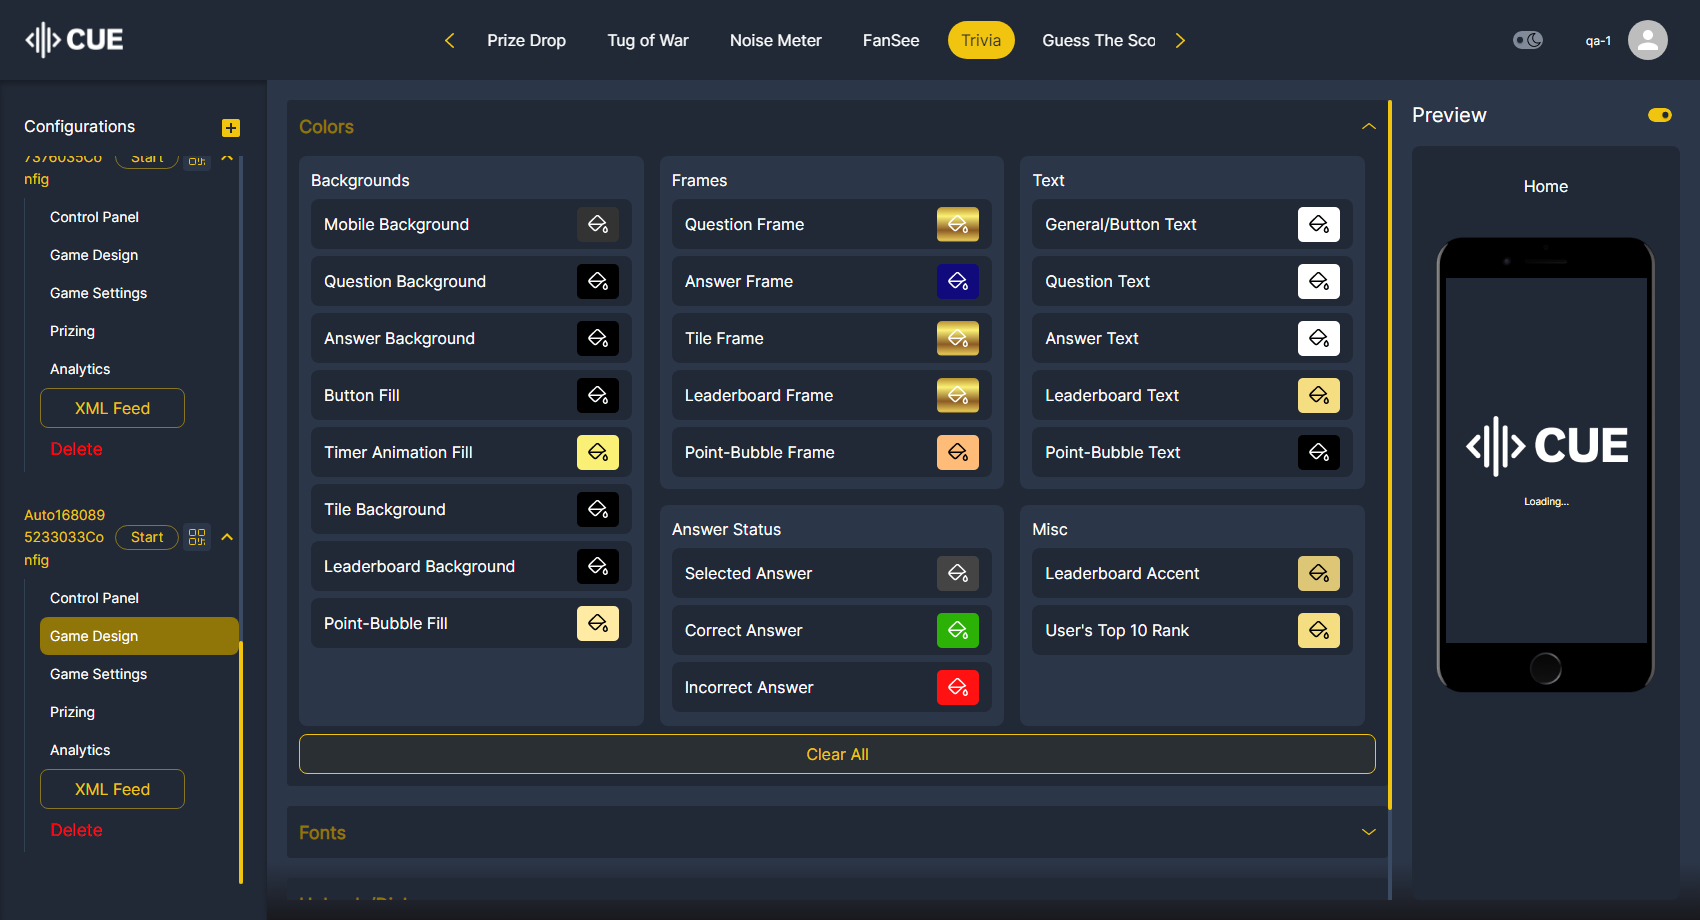 CUE
Prize Drop
Tug of War
Noise Meter
FanSee
Trivia
Guess The Sco
qa-1
Configurations
7376035Co
nfig
Start
Control Panel
Game Design
Game Settings
Prizing
Analytics
XML Feed
Delete
Auto168089
5233033Co
nfig
Start
Control Panel
Game Design
Game Settings
Prizing
Analytics
XML Feed
Delete
Colors
Backgrounds
Mobile Background
Question Background
Answer Background
Button Fill
Timer Animation Fill
Tile Background
Leaderboard Background
Point-Bubble Fill
Frames
Question Frame
Answer Frame
Tile Frame
Leaderboard Frame
Point-Bubble Frame
Text
General/Button Text
Question Text
Answer Text
Leaderboard Text
Point-Bubble Text
Answer Status
Selected Answer
Correct Answer
Incorrect Answer
Misc
Leaderboard Accent
User's Top 10 Rank
Clear All
Fonts
Preview
Home
CUE
Loading...